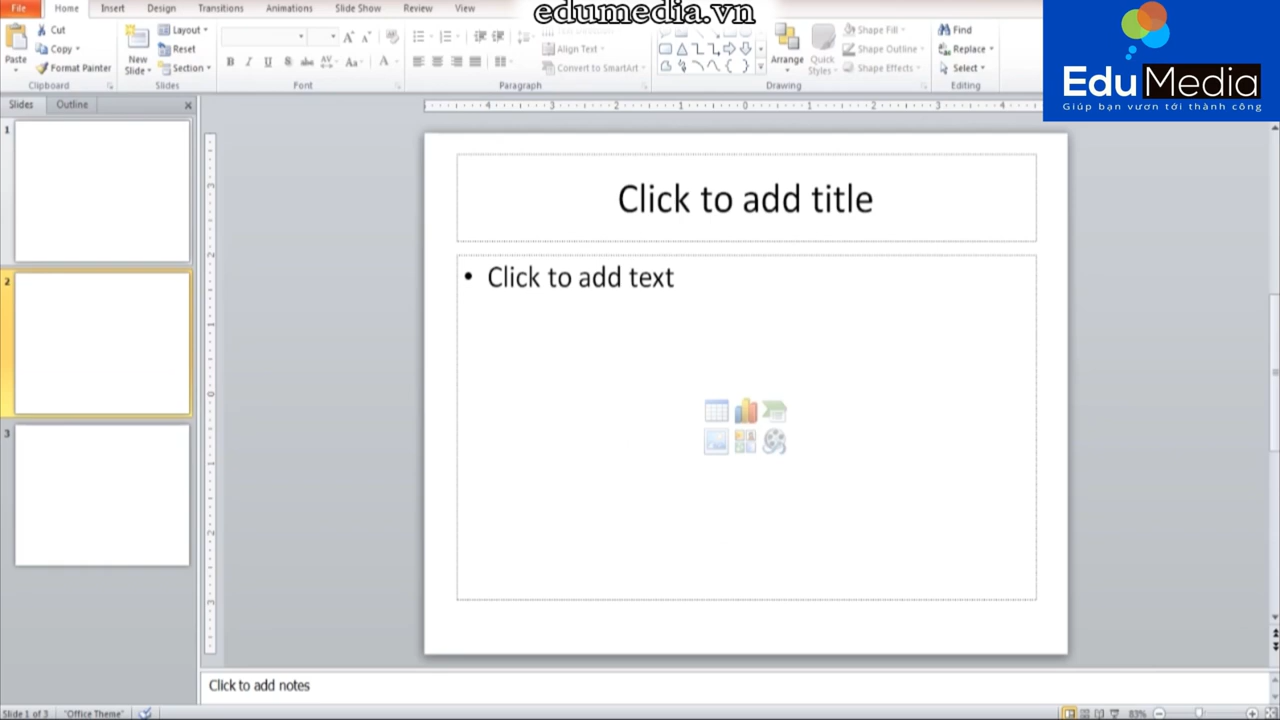 edumedia.vn
File Home Insert Design Transitions Animations Slide Show Review View
EduMedia
Giúp bạn vươn tới thành công
Paste
Cut
Copy
Format Painter
Clipboard
New
Slide
Layout
Reset
Section
Slides
Font
Align Text
Convert to SmartArt
Paragraph
Arrange
Quick
Styles
Shape Fill
Shape Outline
Shape Effects
Drawing
Find
Replace
Select
Editing
Slides Outline
1
2
3
Click to add title
• Click to add text
Click to add notes
Slide 1 of 3 "Office Theme" 83%